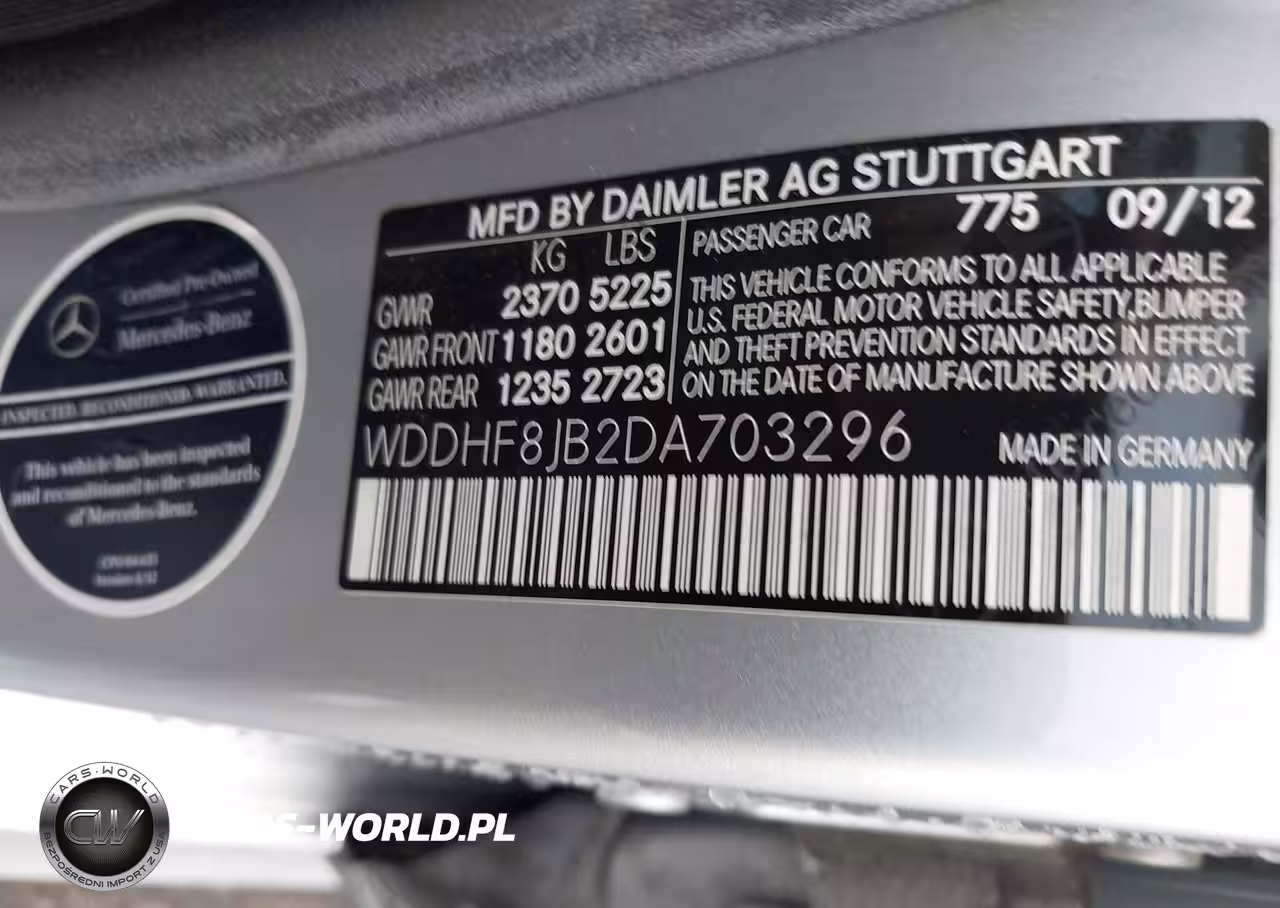 MFD BY DAIMLER AG STUTTGART
KG LBS
GVWR 2370 5225
GAWR FRONT 1180 2601
GAWR REAR 1235 2723
PASSENGER CAR 775 09/12
THIS VEHICLE CONFORMS TO ALL APPLICABLE
U.S. FEDERAL MOTOR VEHICLE SAFETY, BUMPER
AND THEFT PREVENTION STANDARDS IN EFFECT
ON THE DATE OF MANUFACTURE SHOWN ABOVE
WDDHF8JB2DA703296
MADE IN GERMANY
Certified Pre-Owned
Mercedes-Benz
INSPECTED. RECONDITIONED. WARRANTED.
This vehicle has been inspected
and reconditioned to the standards
of Mercedes-Benz.
CARS-WORLD
CW
BEZPOŚREDNI IMPORT Z USA
S-WORLD.PL